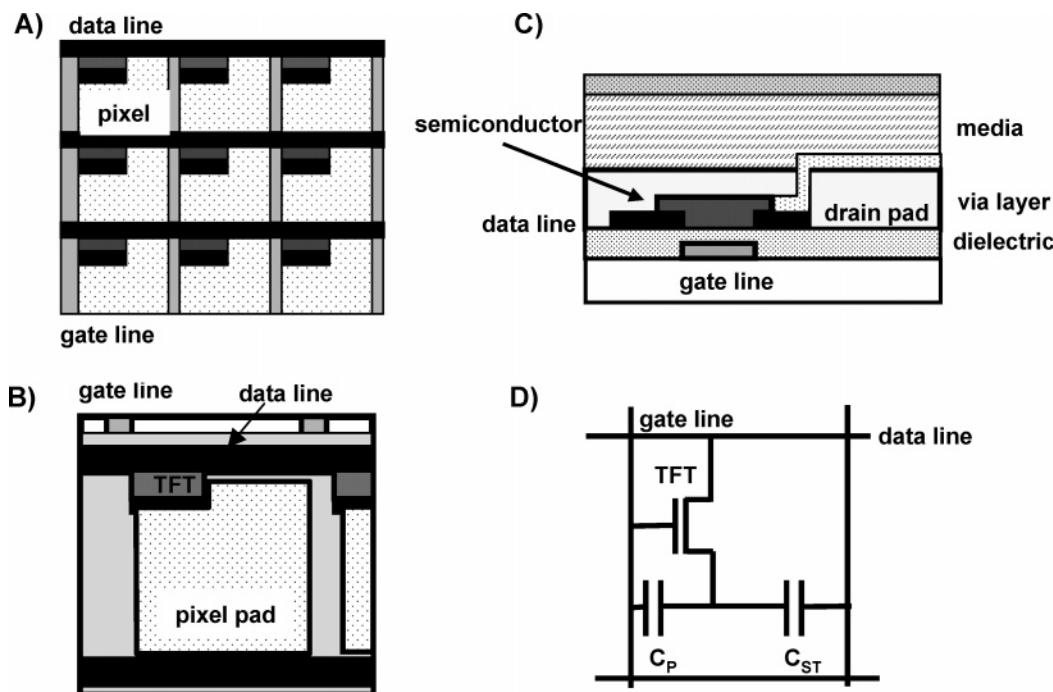 A)
data line
pixel
gate line
B)
gate line
data line
TFT
pixel pad
C)
semiconductor
media
data line
drain pad
via layer
dielectric
gate line
D)
gate line
data line
TFT
C_P
C_ST